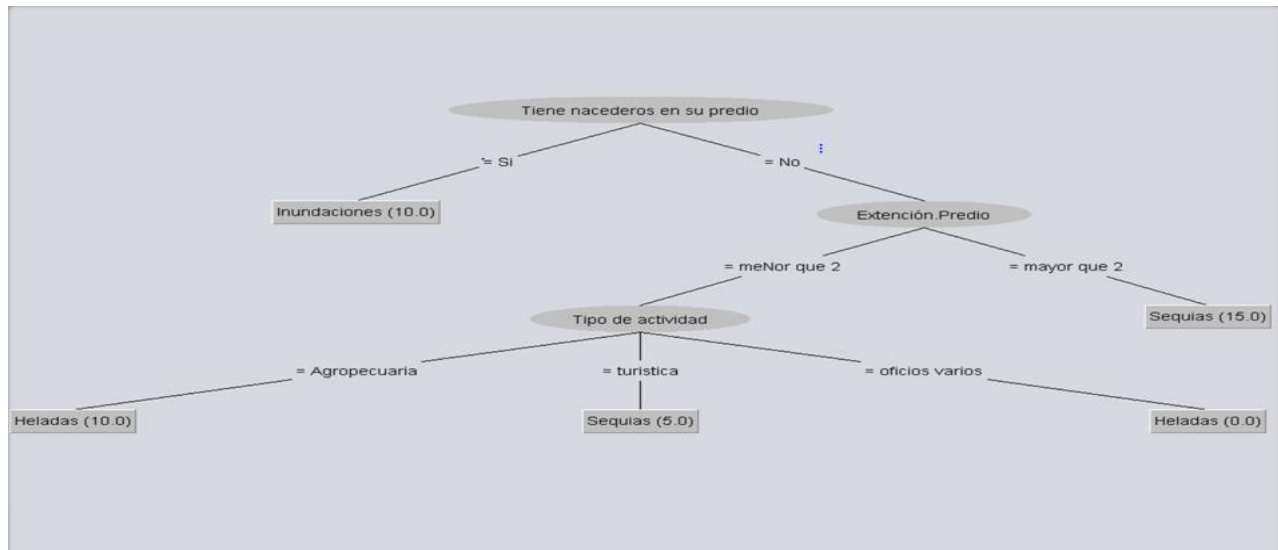 Tiene nacederos en su predio
= Si
= No
Inundaciones (10.0)
Extención.Predio
= meNor que 2
= mayor que 2
Tipo de actividad
Sequias (15.0)
= Agropecuaria
= turistica
= oficios varios
Heladas (10.0)
Sequias (5.0)
Heladas (0.0)